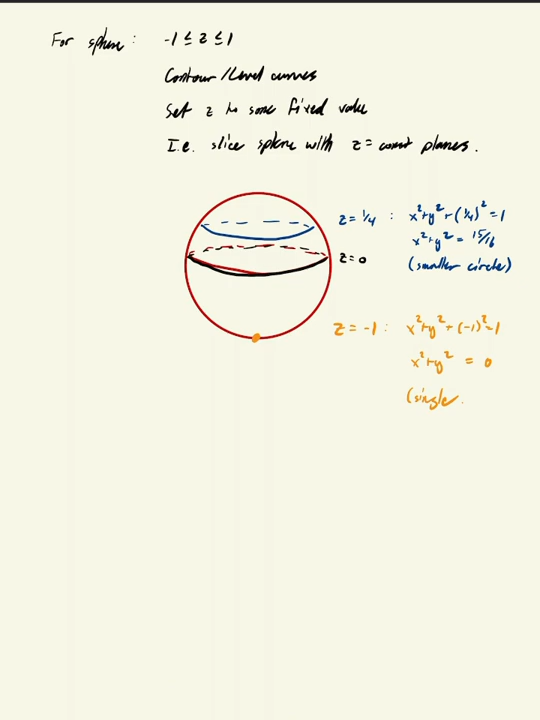 For sphere: -1 ≤ z ≤ 1
Contour/Level curves
Set z to some fixed value
I.e. slice sphere with z = const planes.
z = 1/4 : x²+y²+(1/4)²=1
x²+y² = 15/16
(smaller circle)
z=0
z = -1 : x²+y²+(-1)²=1
x²+y² = 0
(single.